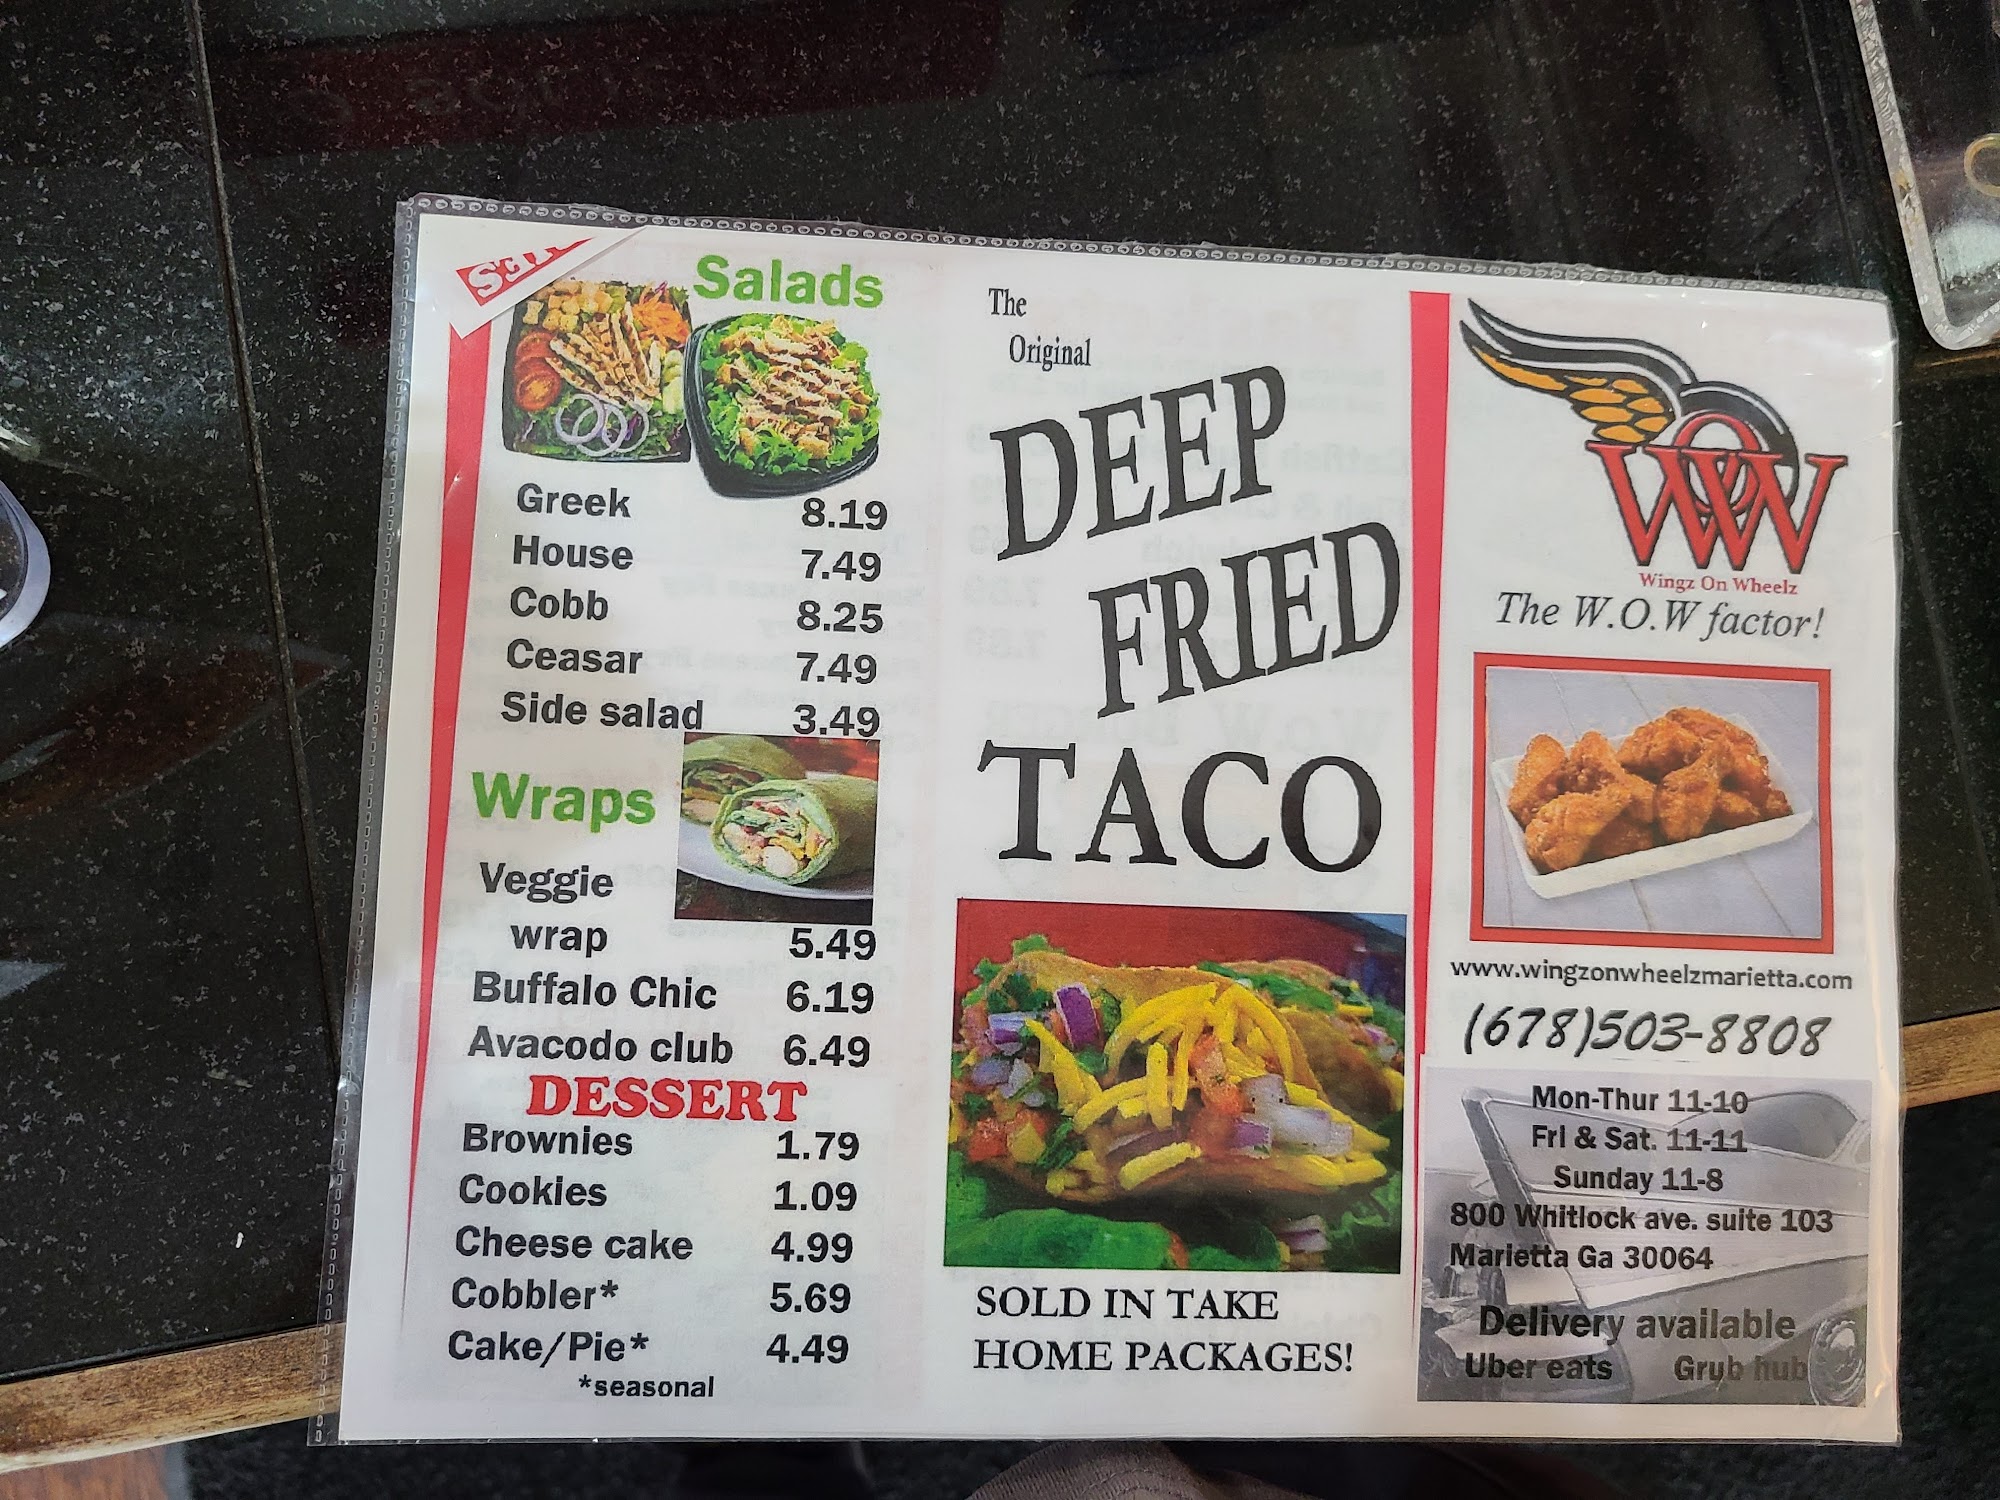 Salads
Greek 8.19
House 7.49
Cobb 8.25
Ceasar 7.49
Side salad 3.49
Wraps
Veggie
wrap 5.49
Buffalo Chic 6.19
Avacodo club 6.49
DESSERT
Brownies 1.79
Cookies 1.09
Cheese cake 4.99
Cobbler* 5.69
Cake/Pie* 4.49
*seasonal
The
Original
DEEP
FRIED
TACO
SOLD IN TAKE
HOME PACKAGES!
WOW
Wingz On Wheelz
The W.O.W factor!
www.wingzonwheelzmarietta.com
(678)503-8808
Mon-Thur 11-10
Fri & Sat. 11-11
Sunday 11-8
800 Whitlock ave. suite 103
Marietta Ga 30064
Delivery available
Uber eats Grub hub